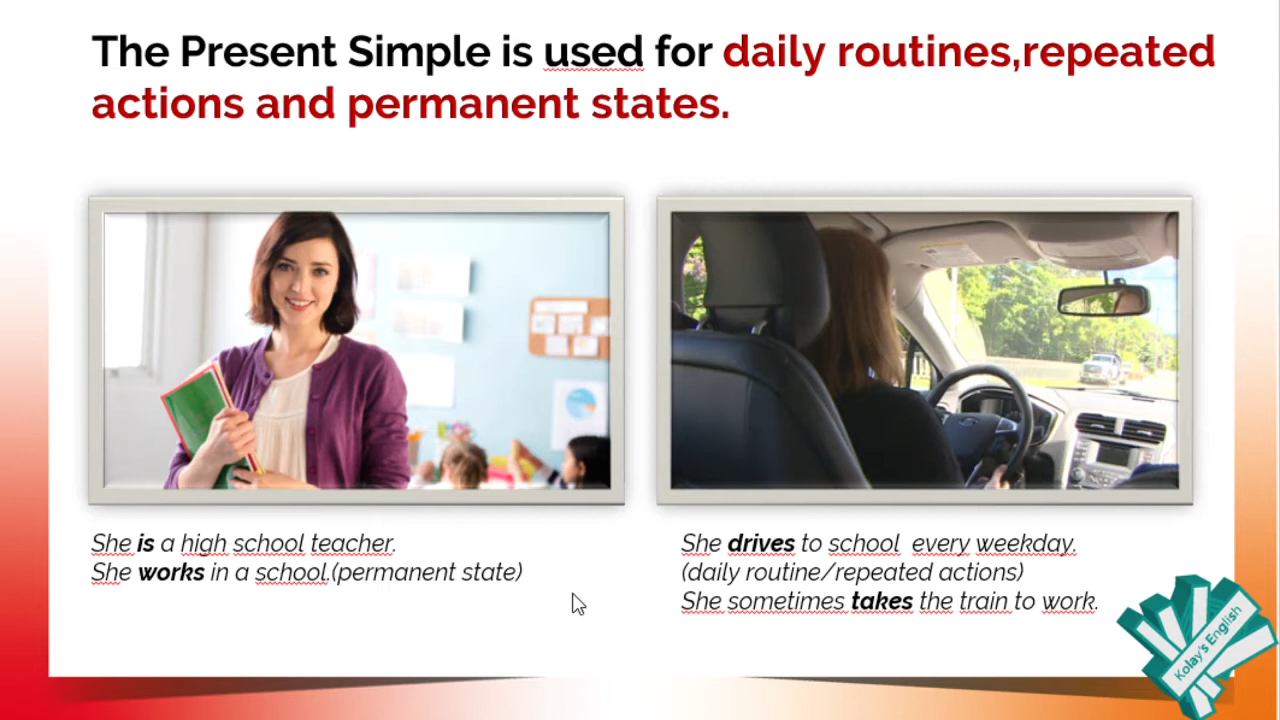 The Present Simple is used for daily routines,repeated
actions and permanent states.
She is a high school teacher.
She works in a school.(permanent state)
She drives to school  every weekday.
(daily routine/repeated actions)
She sometimes takes the train to work.
Kolay's English